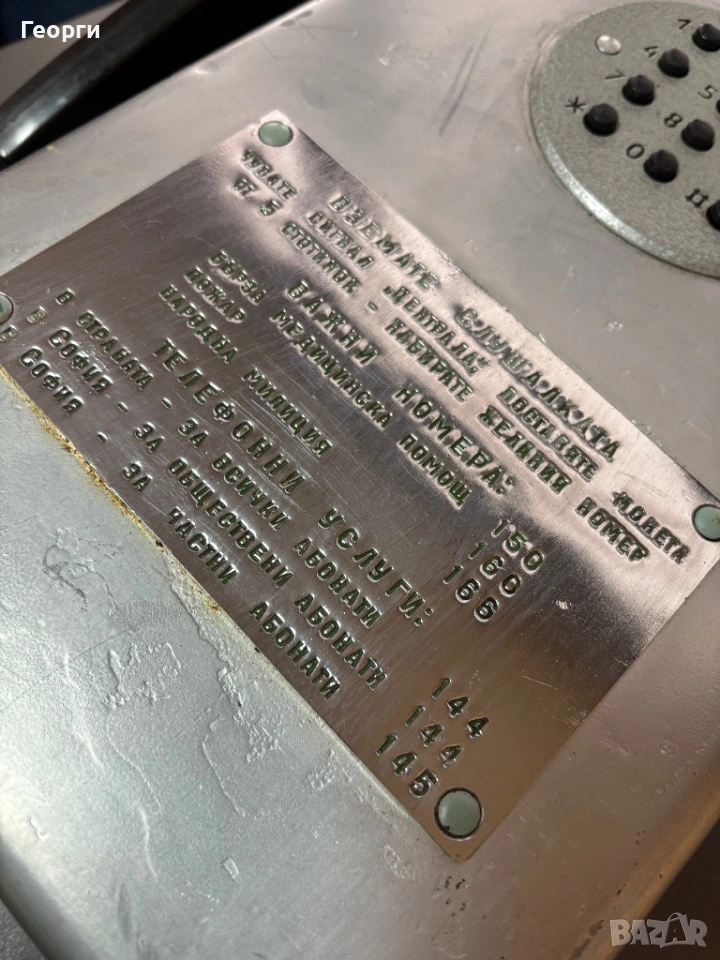 Георги
1
4 5
7 8
* 0 #
ВЗЕМАТЕ СЛУШАЛКАТА
ЧУВАТЕ СИГНАЛ ЦЕНТРАЛА; ПОСТАВЯТЕ МОНЕТА
ОТ 5 СТОТИНКИ - НАБИРАТЕ ЖЕЛАНИЯ НОМЕР
ВАЖНИ НОМЕРА:
БЪРЗА МЕДИЦИНСКА ПОМОЩ 150
ПОЖАР 160
НАРОДНА МИЛИЦИЯ 166
ТЕЛЕФОННИ УСЛУГИ:
В СТРАНАТА - ЗА ВСИЧКИ АБОНАТИ 144
В СОФИЯ - ЗА ОБЩЕСТВЕНИ АБОНАТИ 144
В СОФИЯ - ЗА ЧАСТНИ АБОНАТИ 145
BAZAR